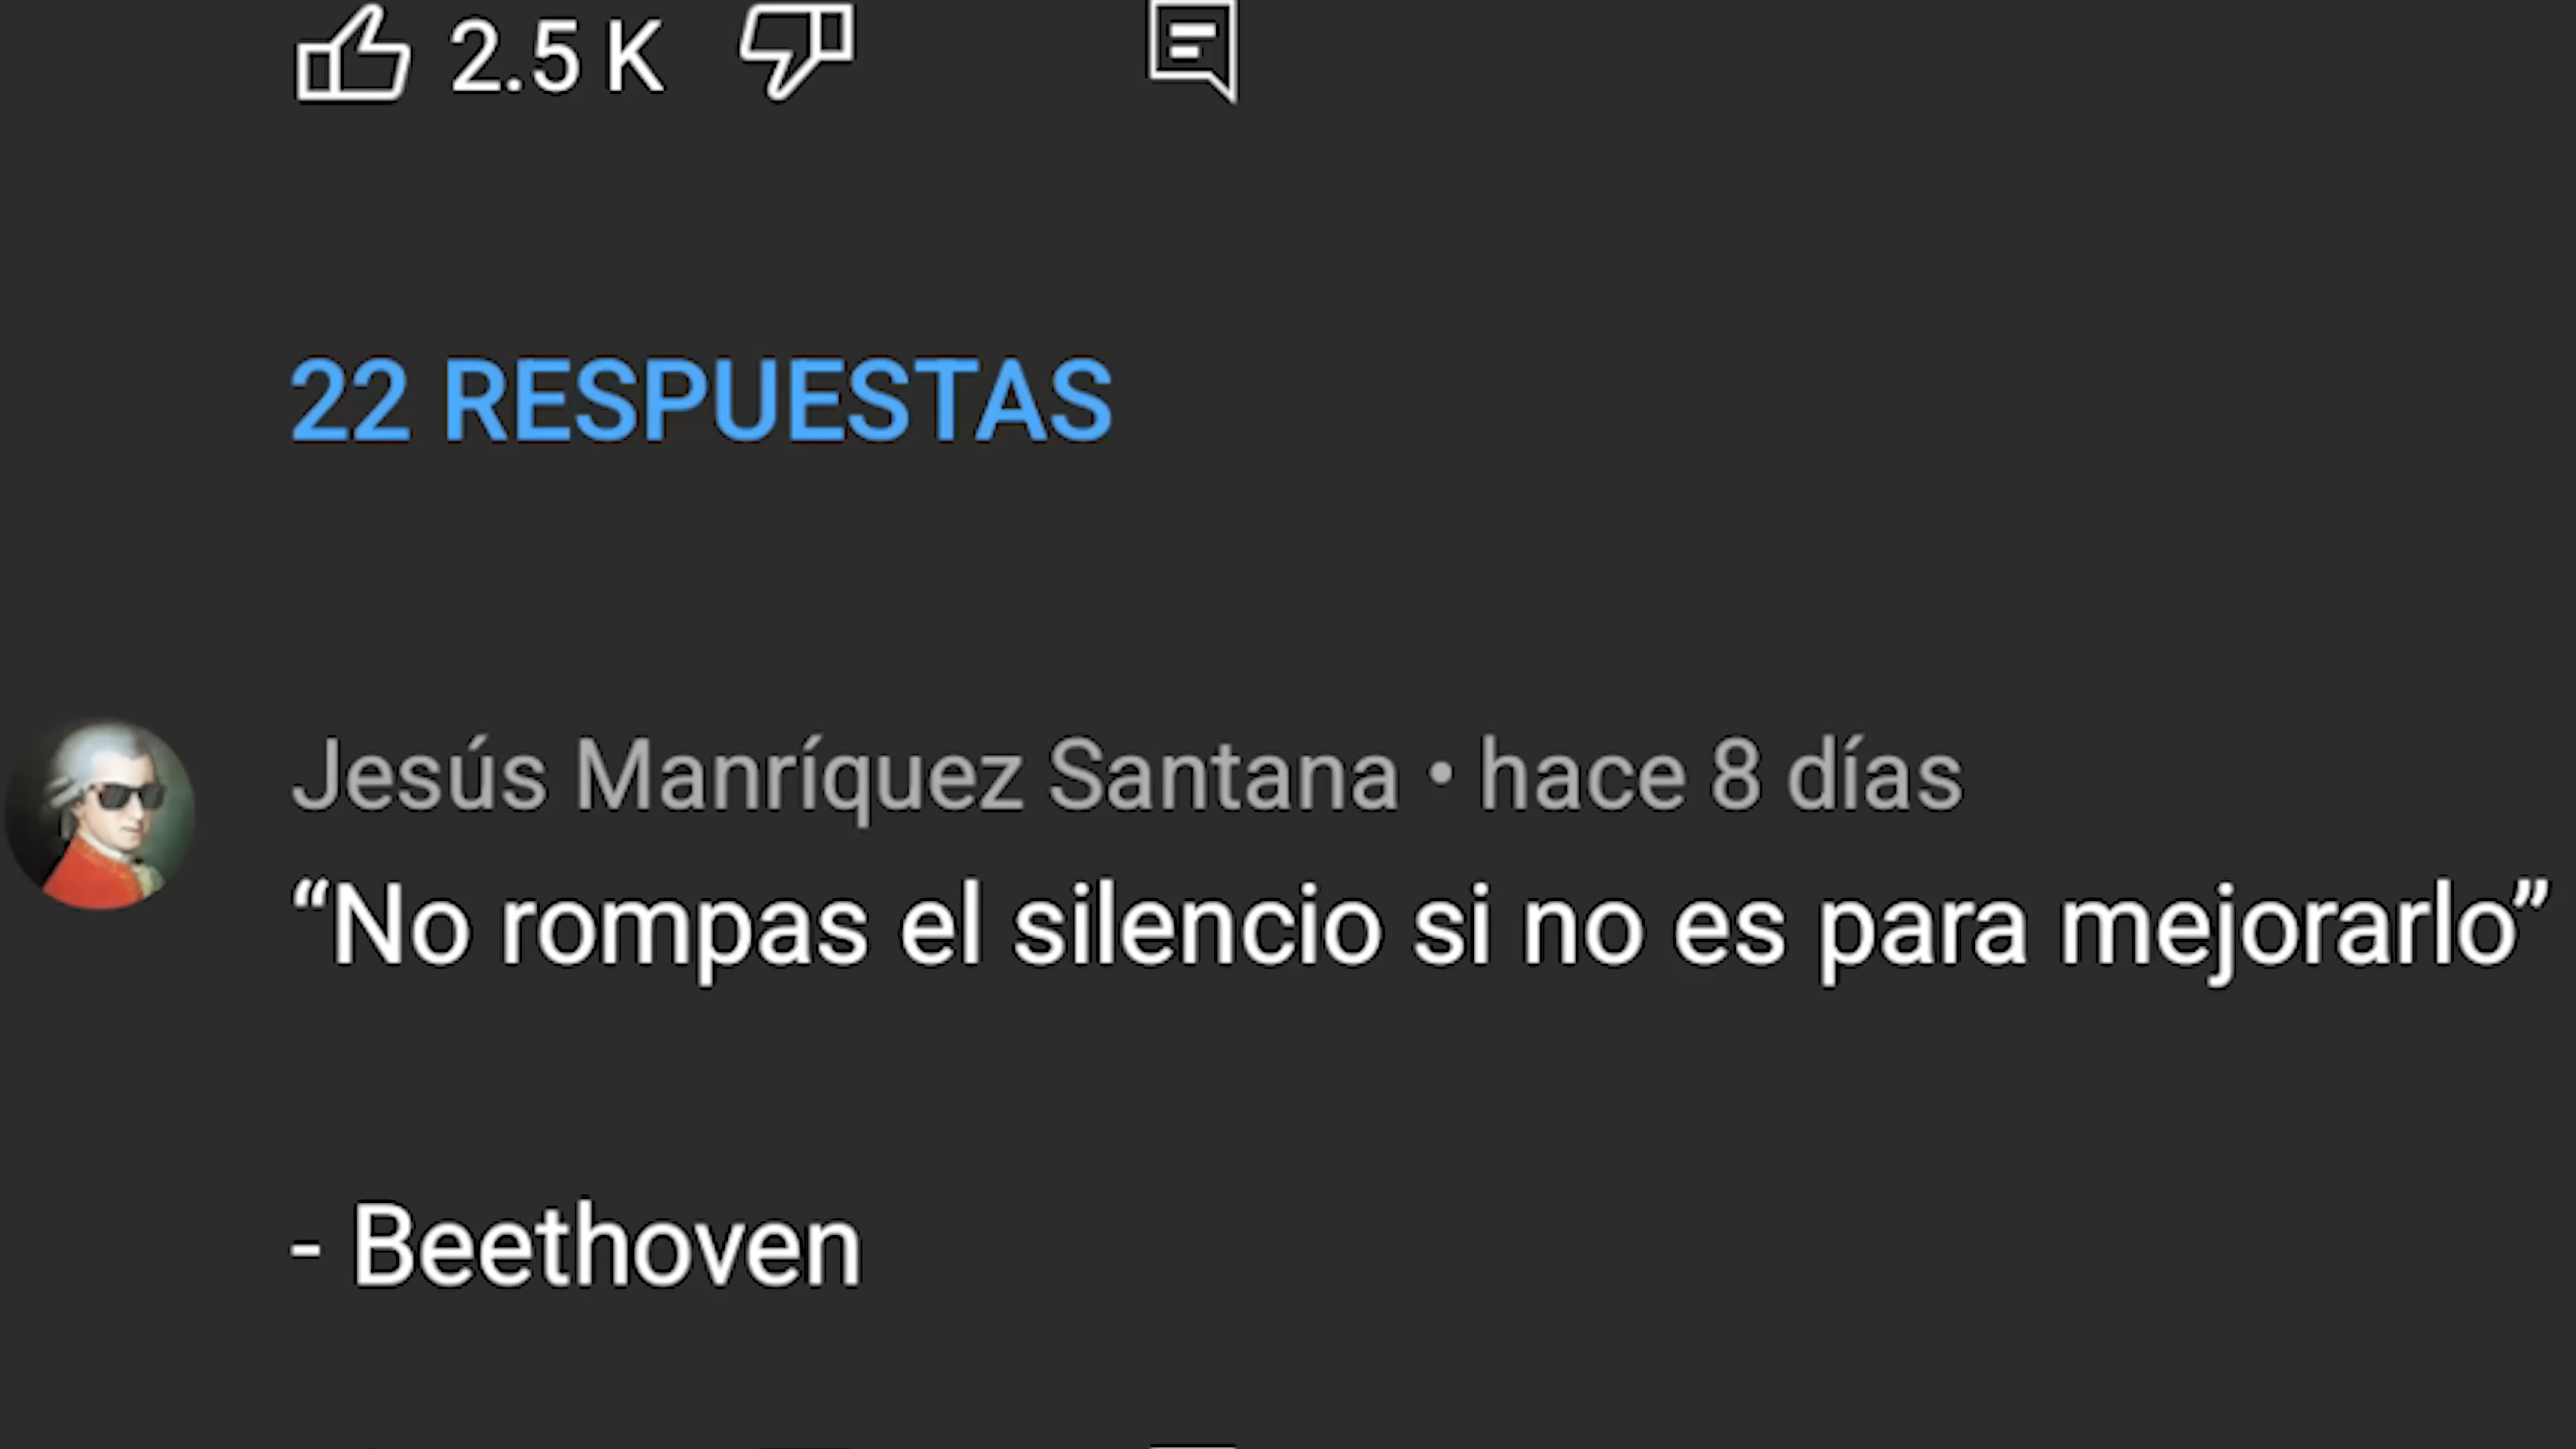 2.5 K
22 RESPUESTAS
Jesús Manríquez Santana • hace 8 días
“No rompas el silencio si no es para mejorarlo”
- Beethoven